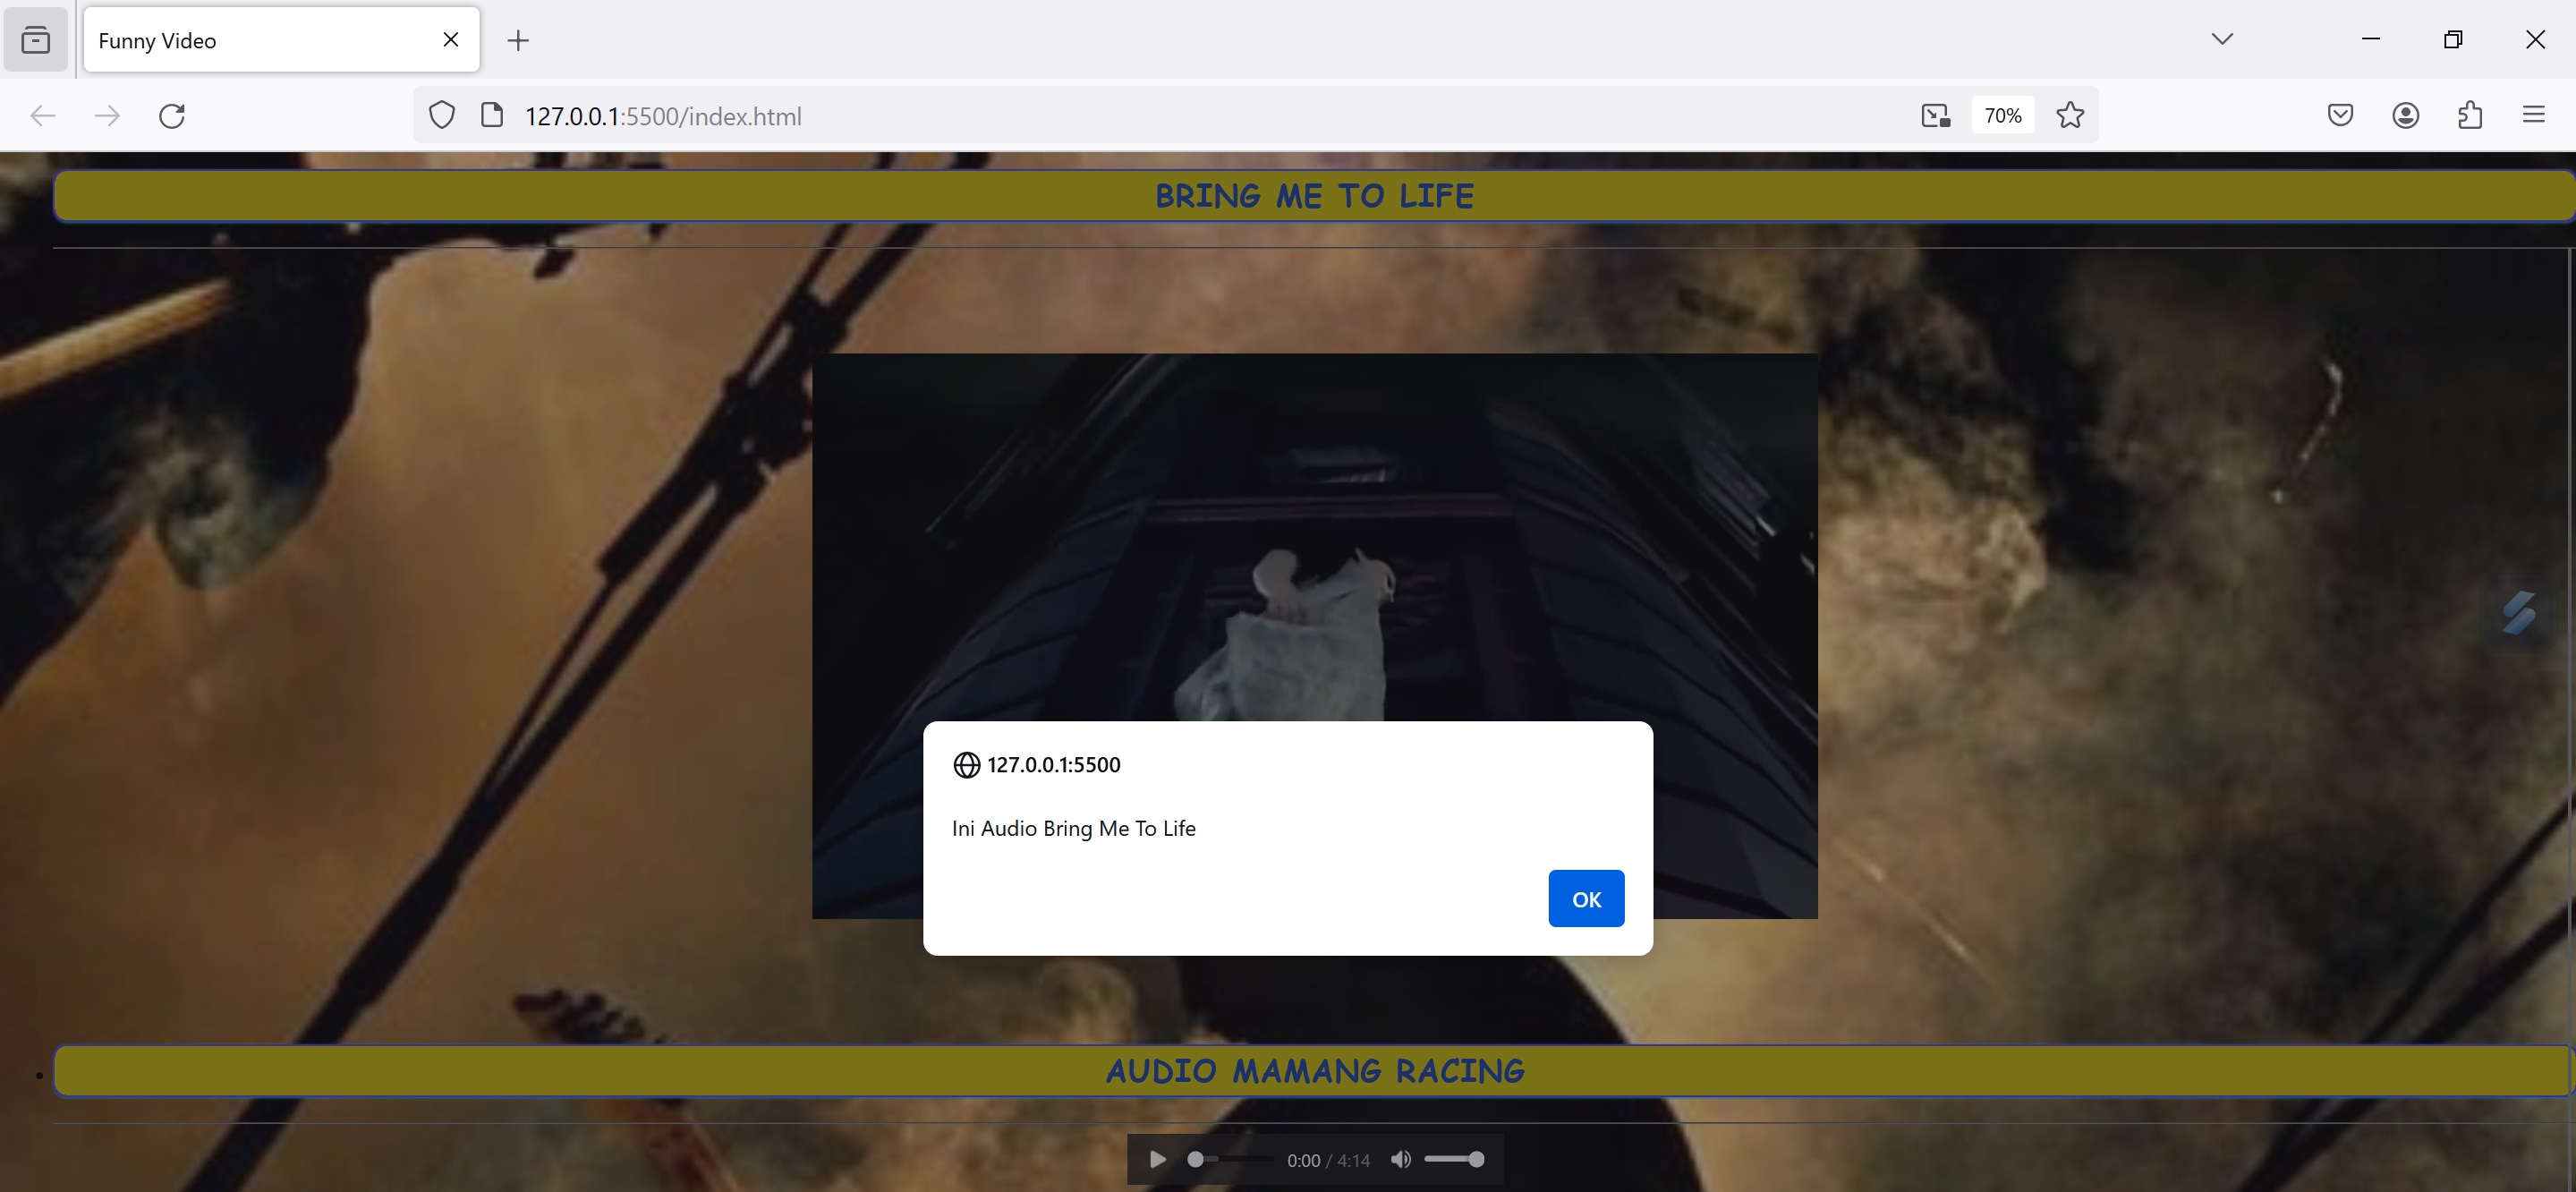 Funny Video
127.0.0.1:5500/index.html
70%
BRING ME TO LIFE
127.0.0.1:5500
Ini Audio Bring Me To Life
OK
AUDIO MAMANG RACING
0:00 / 4:14